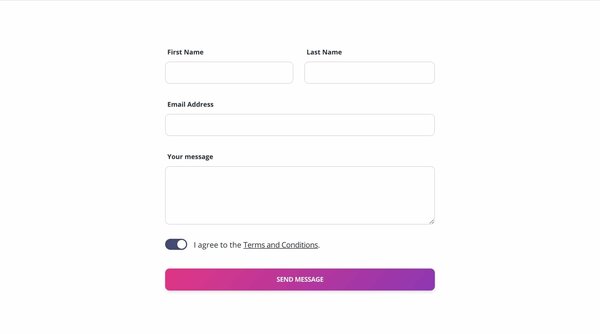 First Name
Last Name
Email Address
Your message
I agree to the Terms and Conditions.
SEND MESSAGE